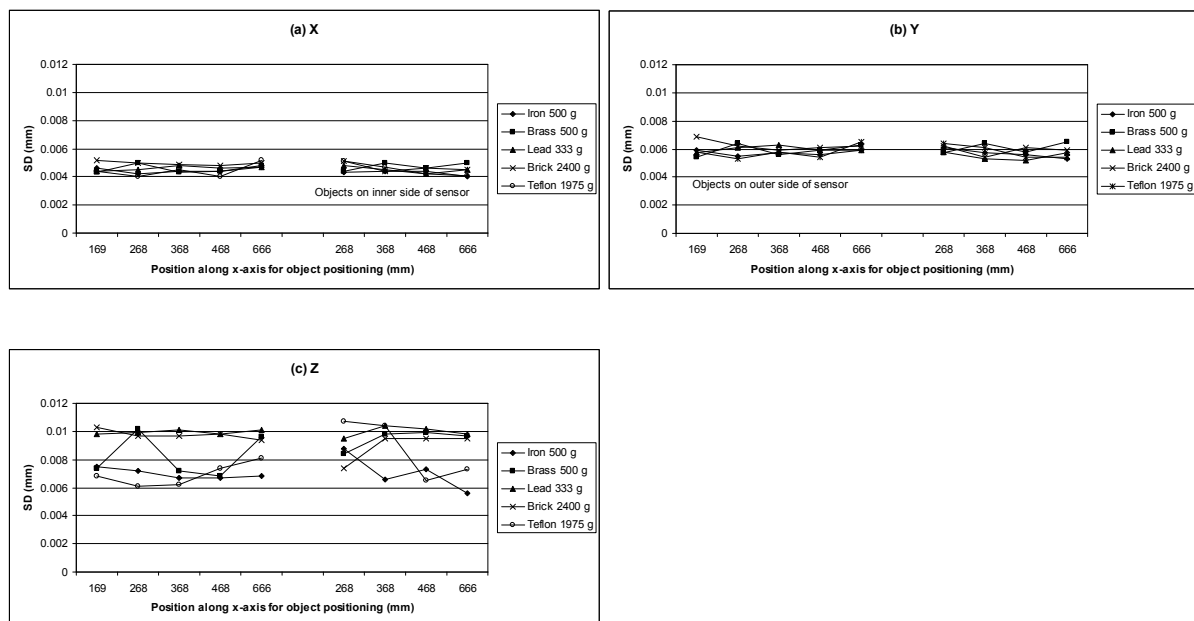 (a) X
0.012
0.01
0.008
0.006
0.004
0.002
0
SD (mm)
Objects on inner side of sensor
169 268 368 468 666 268 368 468 666
Position along x-axis for object positioning (mm)
Iron 500 g
Brass 500 g
Lead 333 g
Brick 2400 g
Teflon 1975 g
(b) Y
0.012
0.01
0.008
0.006
0.004
0.002
0
SD (mm)
Objects on outer side of sensor
169 268 368 468 666 268 368 468 666
Position along x-axis for object positioning (mm)
Iron 500 g
Brass 500 g
Lead 333 g
Brick 2400 g
Teflon 1975 g
(c) Z
0.012
0.01
0.008
0.006
0.004
0.002
0
SD (mm)
169 268 368 468 666 268 368 468 666
Position along x-axis for object positioning (mm)
Iron 500 g
Brass 500 g
Lead 333 g
Brick 2400 g
Teflon 1975 g